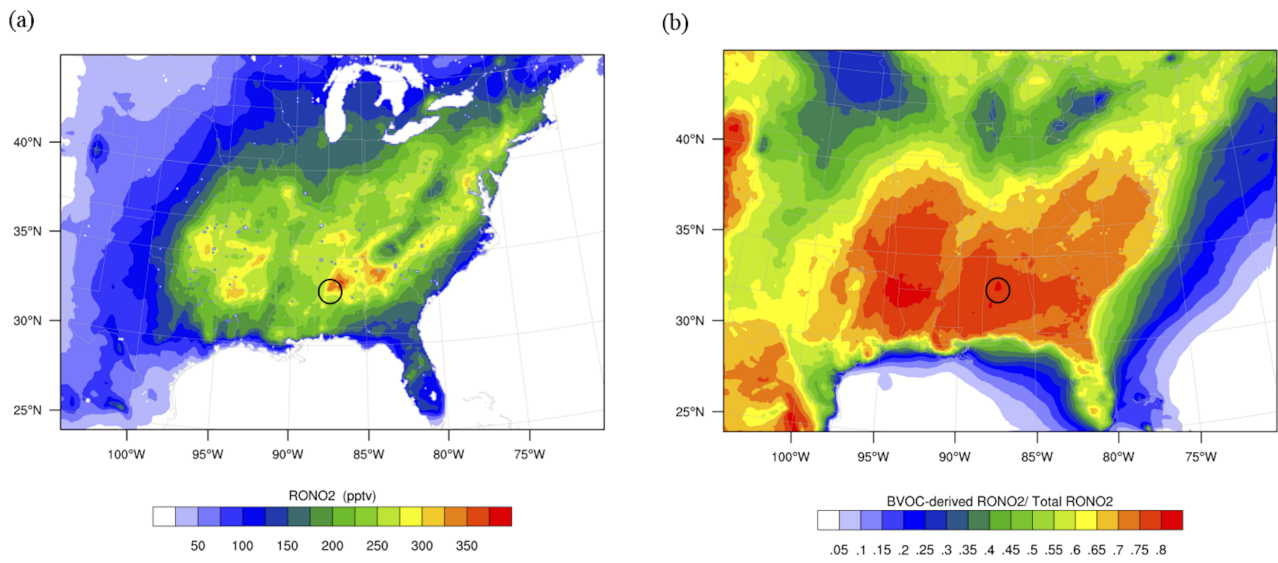 (a)
(b)
40°N
35°N
30°N
25°N
100°W 95°W 90°W 85°W 80°W 75°W
RONO2 (pptv)
50 100 150 200 250 300 350
40°N
35°N
30°N
25°N
100°W 95°W 90°W 85°W 80°W 75°W
BVOC-derived RONO2/ Total RONO2
.05 .1 .15 .2 .25 .3 .35 .4 .45 .5 .55 .6 .65 .7 .75 .8